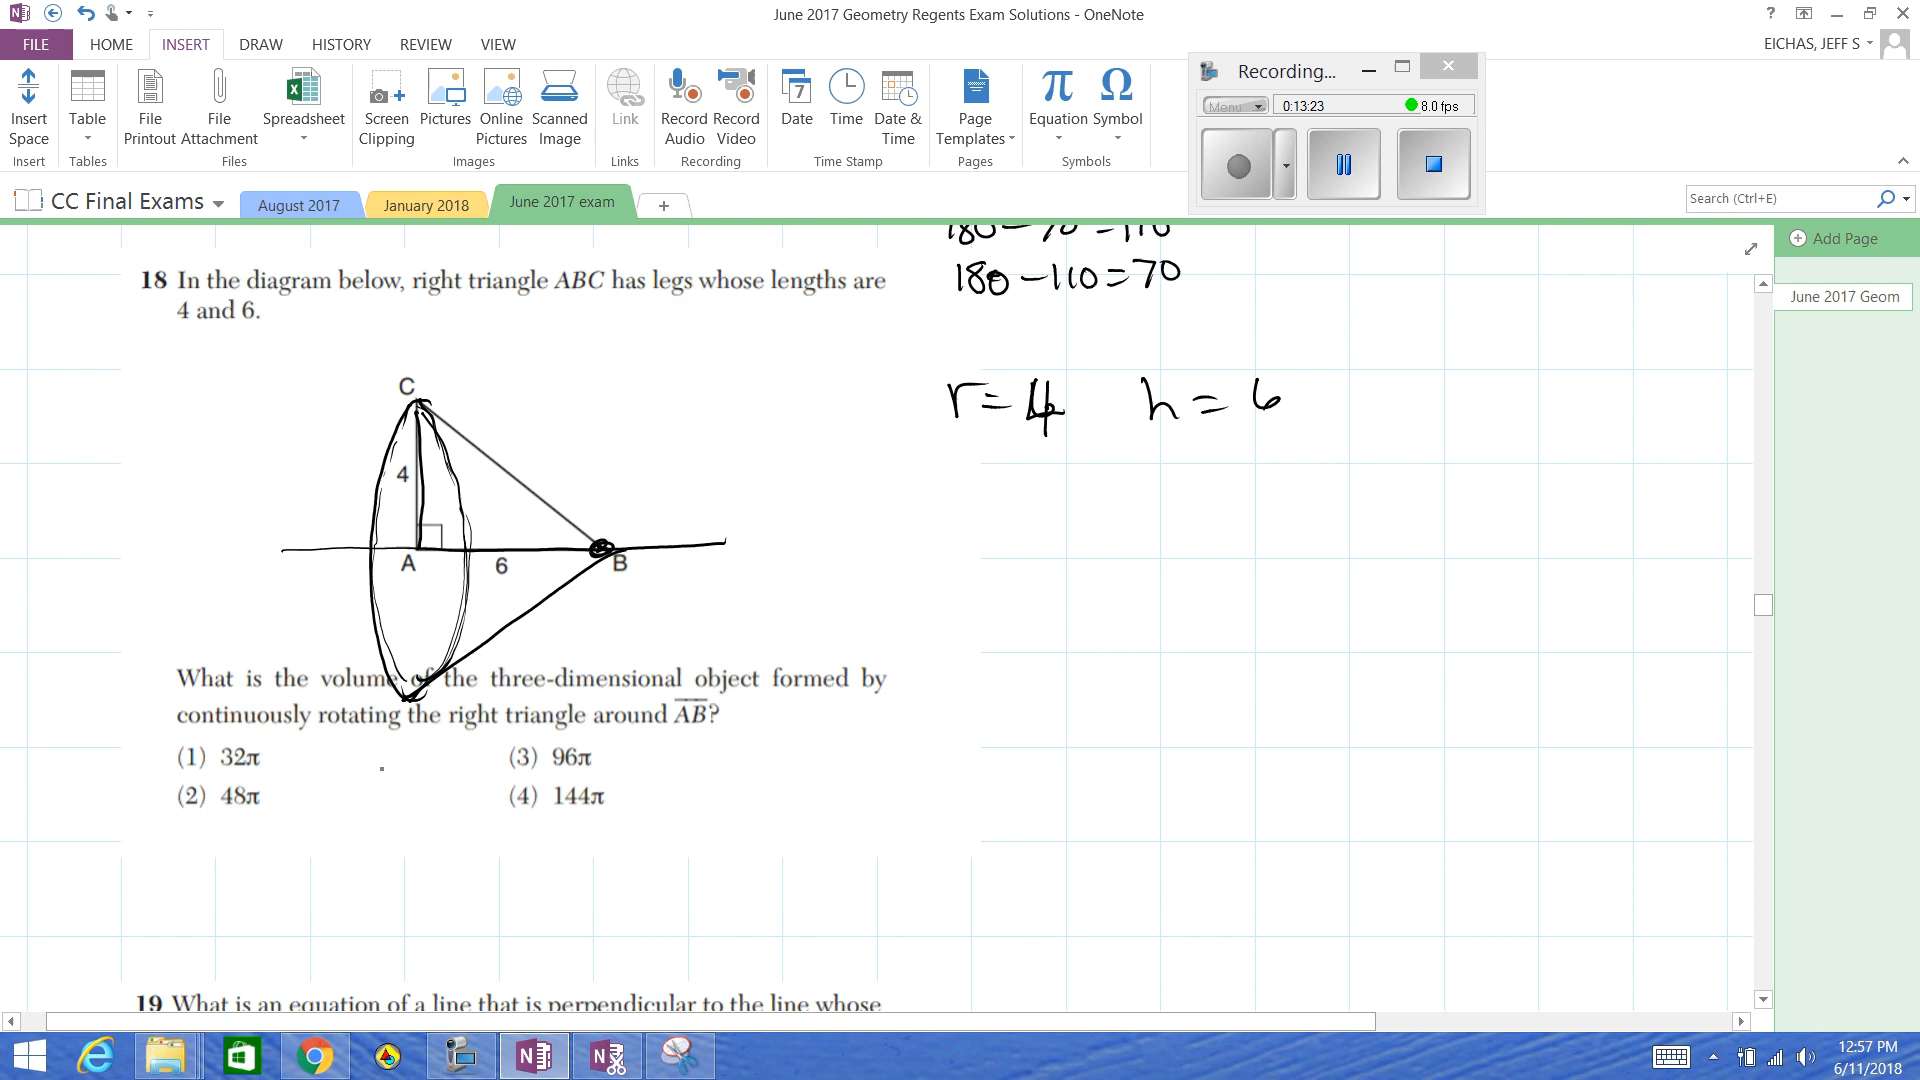 June 2017 Geometry Regents Exam Solutions - OneNote
?
FILE HOME INSERT DRAW HISTORY REVIEW VIEW
EICHAS, JEFF S
Recording...
Menu 0:13:23 8.0 fps
Insert Space
Table
File Printout
File Attachment
Spreadsheet
Screen Clipping
Pictures
Online Pictures
Scanned Image
Link
Record Audio
Record Video
Date
Time
Date & Time
Page Templates
Equation
Symbol
Insert Tables Files Images Links Recording Time Stamp Pages Symbols
CC Final Exams August 2017 January 2018 June 2017 exam +
Search (Ctrl+E)
Add Page
June 2017 Geom
180 - 70 = 110
180 - 110 = 70
18 In the diagram below, right triangle ABC has legs whose lengths are
4 and 6.
r = 4 h = 6
C
4
A 6 B
What is the volume of the three-dimensional object formed by
continuously rotating the right triangle around AB?
(1) 32π (3) 96π
(2) 48π (4) 144π
19 What is an equation of a line that is perpendicular to the line whose
12:57 PM
6/11/2018